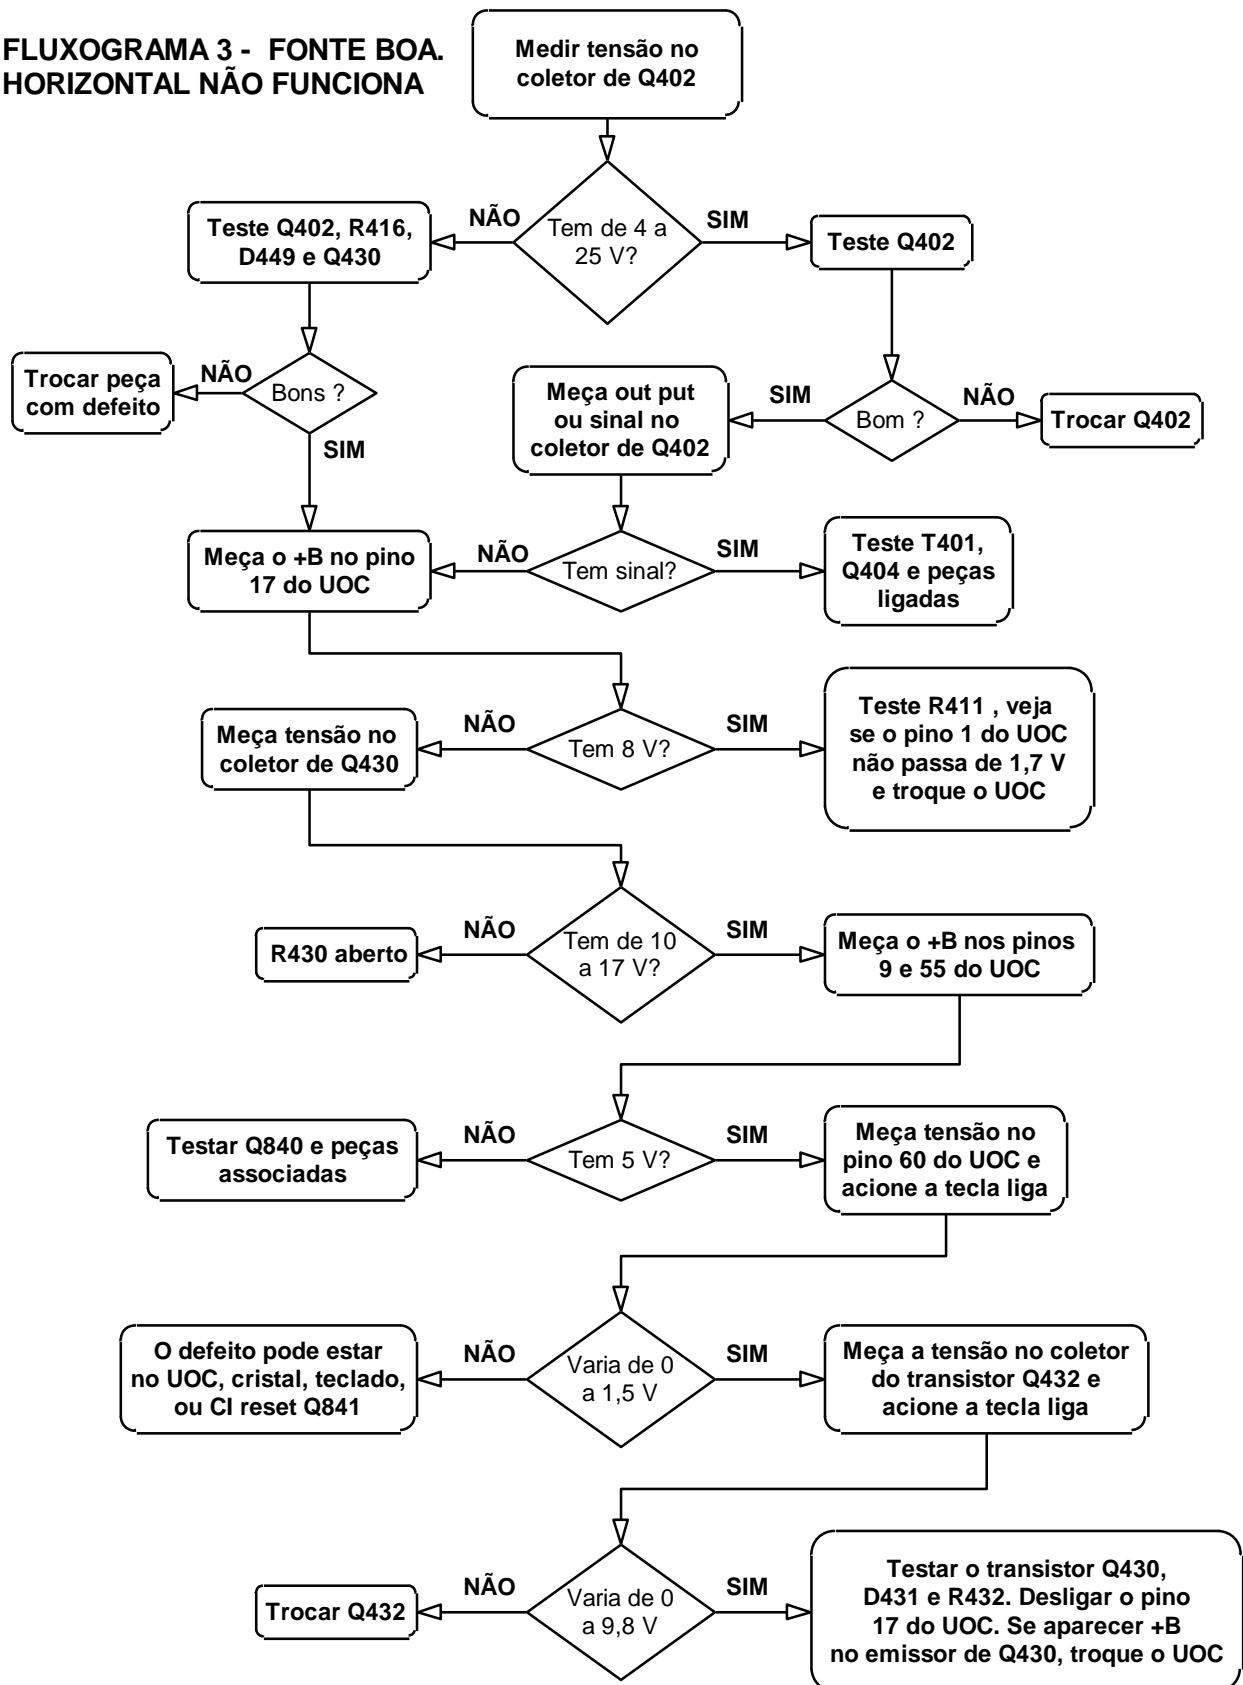 FLUXOGRAMA 3 - FONTE BOA.
HORIZONTAL NÃO FUNCIONA
Medir tensão no
coletor de Q402
Tem de 4 a
25 V?
NÃO
SIM
Teste Q402, R416,
D449 e Q430
Teste Q402
Bons ?
NÃO
SIM
Trocar peça
com defeito
Bom ?
SIM
NÃO
Meça out put
ou sinal no
coletor de Q402
Trocar Q402
Tem sinal?
NÃO
SIM
Meça o +B no pino
17 do UOC
Teste T401,
Q404 e peças
ligadas
Tem 8 V?
NÃO
SIM
Meça tensão no
coletor de Q430
Teste R411 , veja
se o pino 1 do UOC
não passa de 1,7 V
e troque o UOC
Tem de 10
a 17 V?
NÃO
SIM
R430 aberto
Meça o +B nos pinos
9 e 55 do UOC
Tem 5 V?
NÃO
SIM
Testar Q840 e peças
associadas
Meça tensão no
pino 60 do UOC e
acione a tecla liga
Varia de 0
a 1,5 V
NÃO
SIM
O defeito pode estar
no UOC, cristal, teclado,
ou CI reset Q841
Meça a tensão no coletor
do transistor Q432 e
acione a tecla liga
Varia de 0
a 9,8 V
NÃO
SIM
Trocar Q432
Testar o transistor Q430,
D431 e R432. Desligar o pino
17 do UOC. Se aparecer +B
no emissor de Q430, troque o UOC